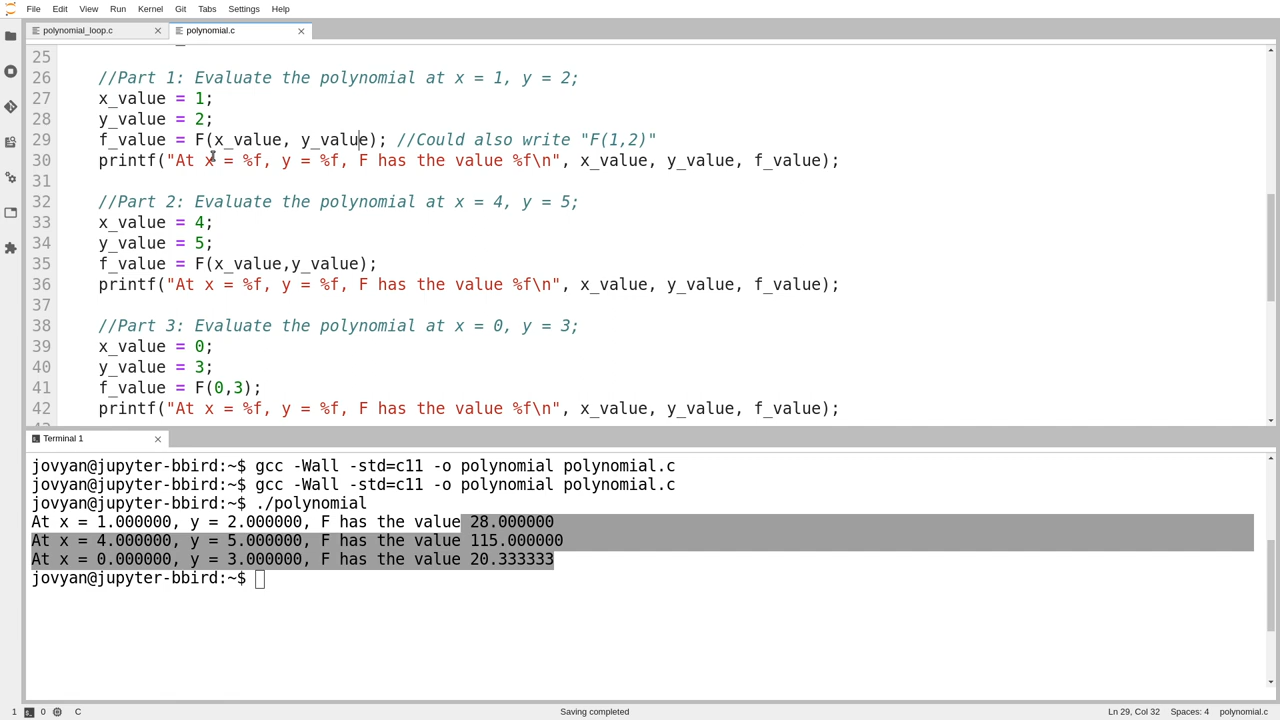 File Edit View Run Kernel Git Tabs Settings Help
polynomial_loop.c polynomial.c
25
26 //Part 1: Evaluate the polynomial at x = 1, y = 2;
27 x_value = 1;
28 y_value = 2;
29 f_value = F(x_value, y_value); //Could also write "F(1,2)"
30 printf("At x = %f, y = %f, F has the value %f\n", x_value, y_value, f_value);
31
32 //Part 2: Evaluate the polynomial at x = 4, y = 5;
33 x_value = 4;
34 y_value = 5;
35 f_value = F(x_value,y_value);
36 printf("At x = %f, y = %f, F has the value %f\n", x_value, y_value, f_value);
37
38 //Part 3: Evaluate the polynomial at x = 0, y = 3;
39 x_value = 0;
40 y_value = 3;
41 f_value = F(0,3);
42 printf("At x = %f, y = %f, F has the value %f\n", x_value, y_value, f_value);
Terminal 1
jovyan@jupyter-bbird:~$ gcc -Wall -std=c11 -o polynomial polynomial.c
jovyan@jupyter-bbird:~$ gcc -Wall -std=c11 -o polynomial polynomial.c
jovyan@jupyter-bbird:~$ ./polynomial
At x = 1.000000, y = 2.000000, F has the value 28.000000
At x = 4.000000, y = 5.000000, F has the value 115.000000
At x = 0.000000, y = 3.000000, F has the value 20.333333
jovyan@jupyter-bbird:~$
1 0 C Saving completed Ln 29, Col 32 Spaces: 4 polynomial.c